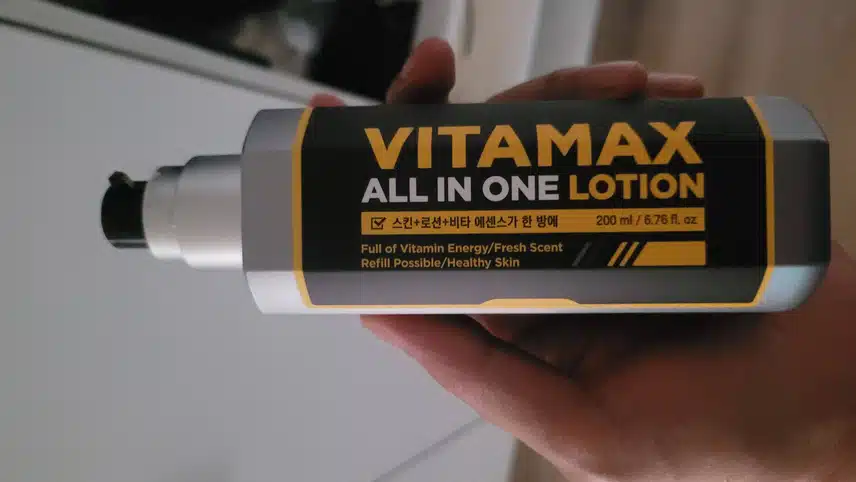 VITAMAX
ALL IN ONE LOTION
스킨+로션+비타 에센스가 한 방에 200 ml / 6.76 fl. oz
Full of Vitamin Energy/Fresh Scent
Refill Possible/Healthy Skin